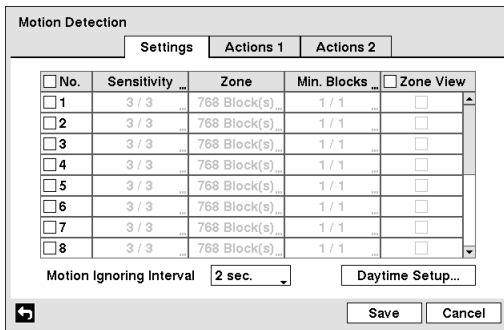 Motion Detection
Settings Actions 1 Actions 2
No. Sensitivity ... Zone Min. Blocks ... Zone View
1 3 / 3 ... 768 Block(s) ... 1 / 1 ...
2 3 / 3 ... 768 Block(s) ... 1 / 1 ...
3 3 / 3 ... 768 Block(s) ... 1 / 1 ...
4 3 / 3 ... 768 Block(s) ... 1 / 1 ...
5 3 / 3 ... 768 Block(s) ... 1 / 1 ...
6 3 / 3 ... 768 Block(s) ... 1 / 1 ...
7 3 / 3 ... 768 Block(s) ... 1 / 1 ...
8 3 / 3 ... 768 Block(s) ... 1 / 1 ...
Motion Ignoring Interval 2 sec. Daytime Setup...
Save Cancel